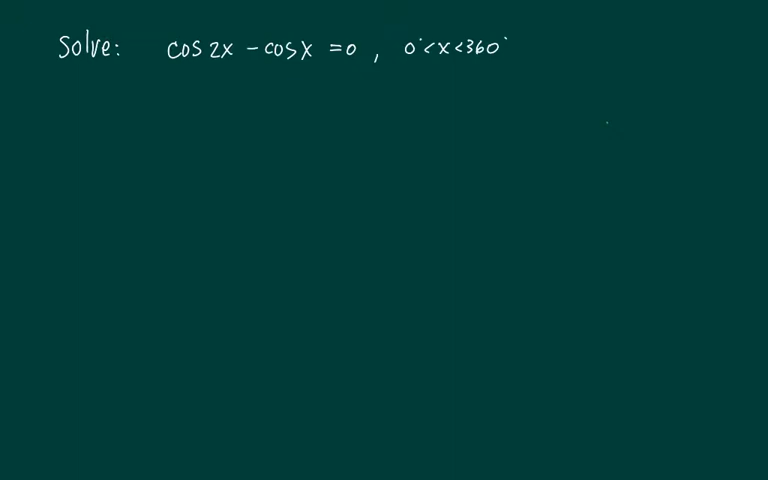 Solve: cos 2x - cos x = 0 , 0° < x < 360°